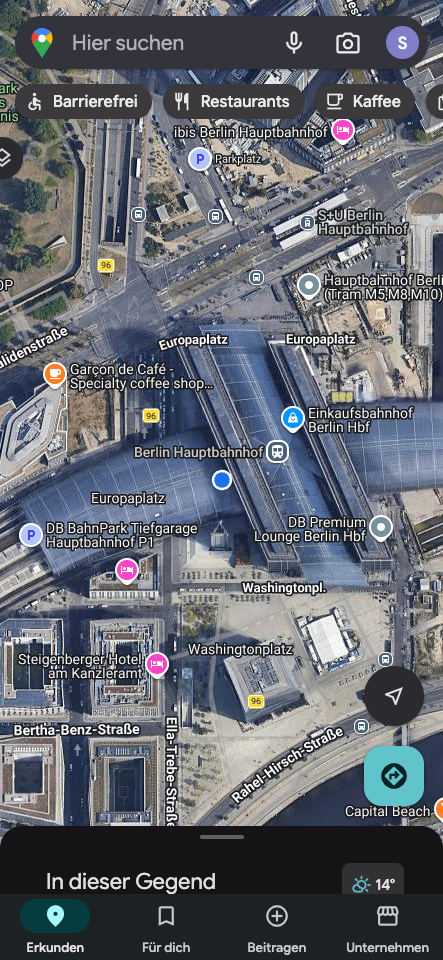 Hier suchen
S
Barrierefrei
Restaurants
Kaffee
ibis Berlin Hauptbahnhof
P
Parkplatz
S+U Berlin
Hauptbahnhof
96
Hauptbahnhof Berli
(Tram M5,M8,M10)
OP
Europaplatz
Europaplatz
Garçon de Café -
Specialty coffee shop...
96
Einkaufsbahnhof
Berlin Hbf
Berlin Hauptbahnhof
Europaplatz
P
DB BahnPark Tiefgarage
Hauptbahnhof P1
DB Premium
Lounge Berlin Hbf
Washingtonpl.
Washingtonplatz
Steigenberger Hotel
am Kanzleramt
96
Bertha-Benz-Straße
Ella-Trebe-Straße
Rahel-Hirsch-Straße
Capital Beach
In dieser Gegend
14°
Erkunden
Für dich
Beitragen
Unternehmen